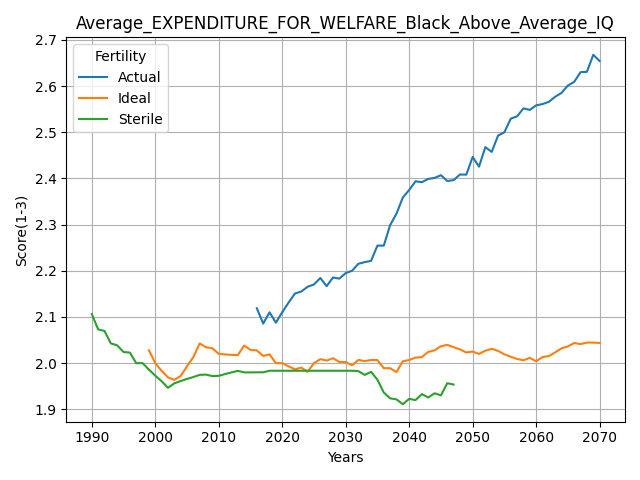 Average_EXPENDITURE_FOR_WELFARE_Black_Above_Average_IQ
2.7
2.6
2.5
2.4
2.3
2.2
2.1
2.0
1.9
Score(1-3)
Fertility
Actual
Ideal
Sterile
1990 2000 2010 2020 2030 2040 2050 2060 2070
Years